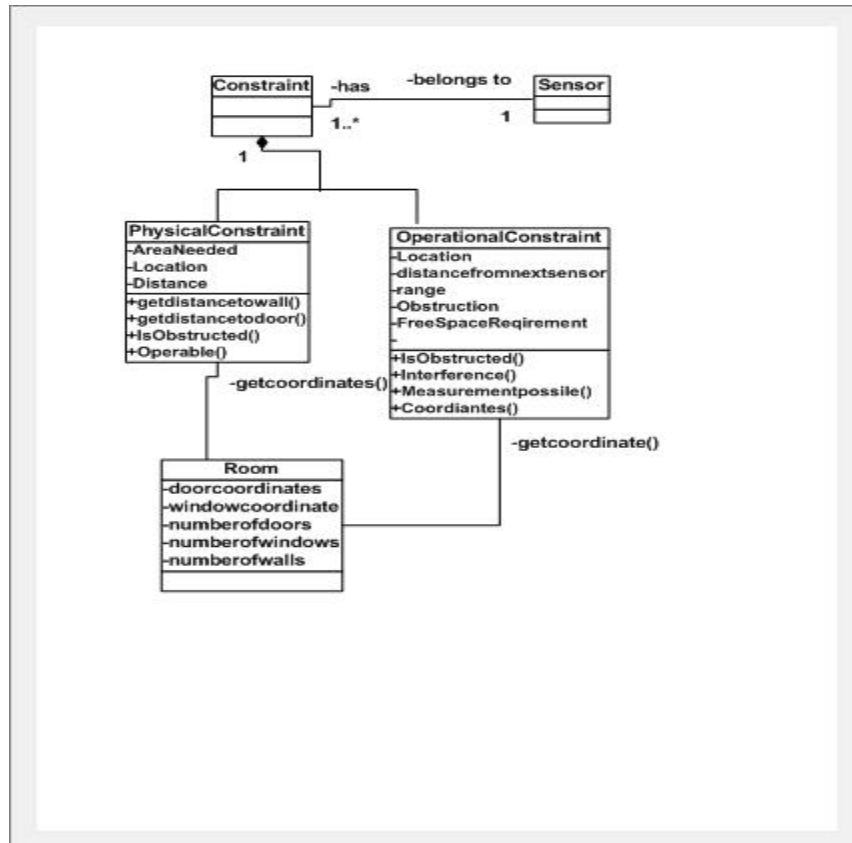 Constraint
-has
-belongs to
Sensor
1..*
1
1
PhysicalConstraint
-AreaNeeded
-Location
-Distance
+getdistancetowall()
+getdistancetodoor()
+IsObstructed()
+Operable()
OperationalConstraint
-Location
-distancefromnextsensor
-range
-Obstruction
-FreeSpaceReqirement
-
+IsObstructed()
+Interference()
+Measurementpossile()
+Coordiantes()
-getcoordinates()
-getcoordinate()
Room
-doorcoordinates
-windowcoordinate
-numberofdoors
-numberofwindows
-numberofwalls